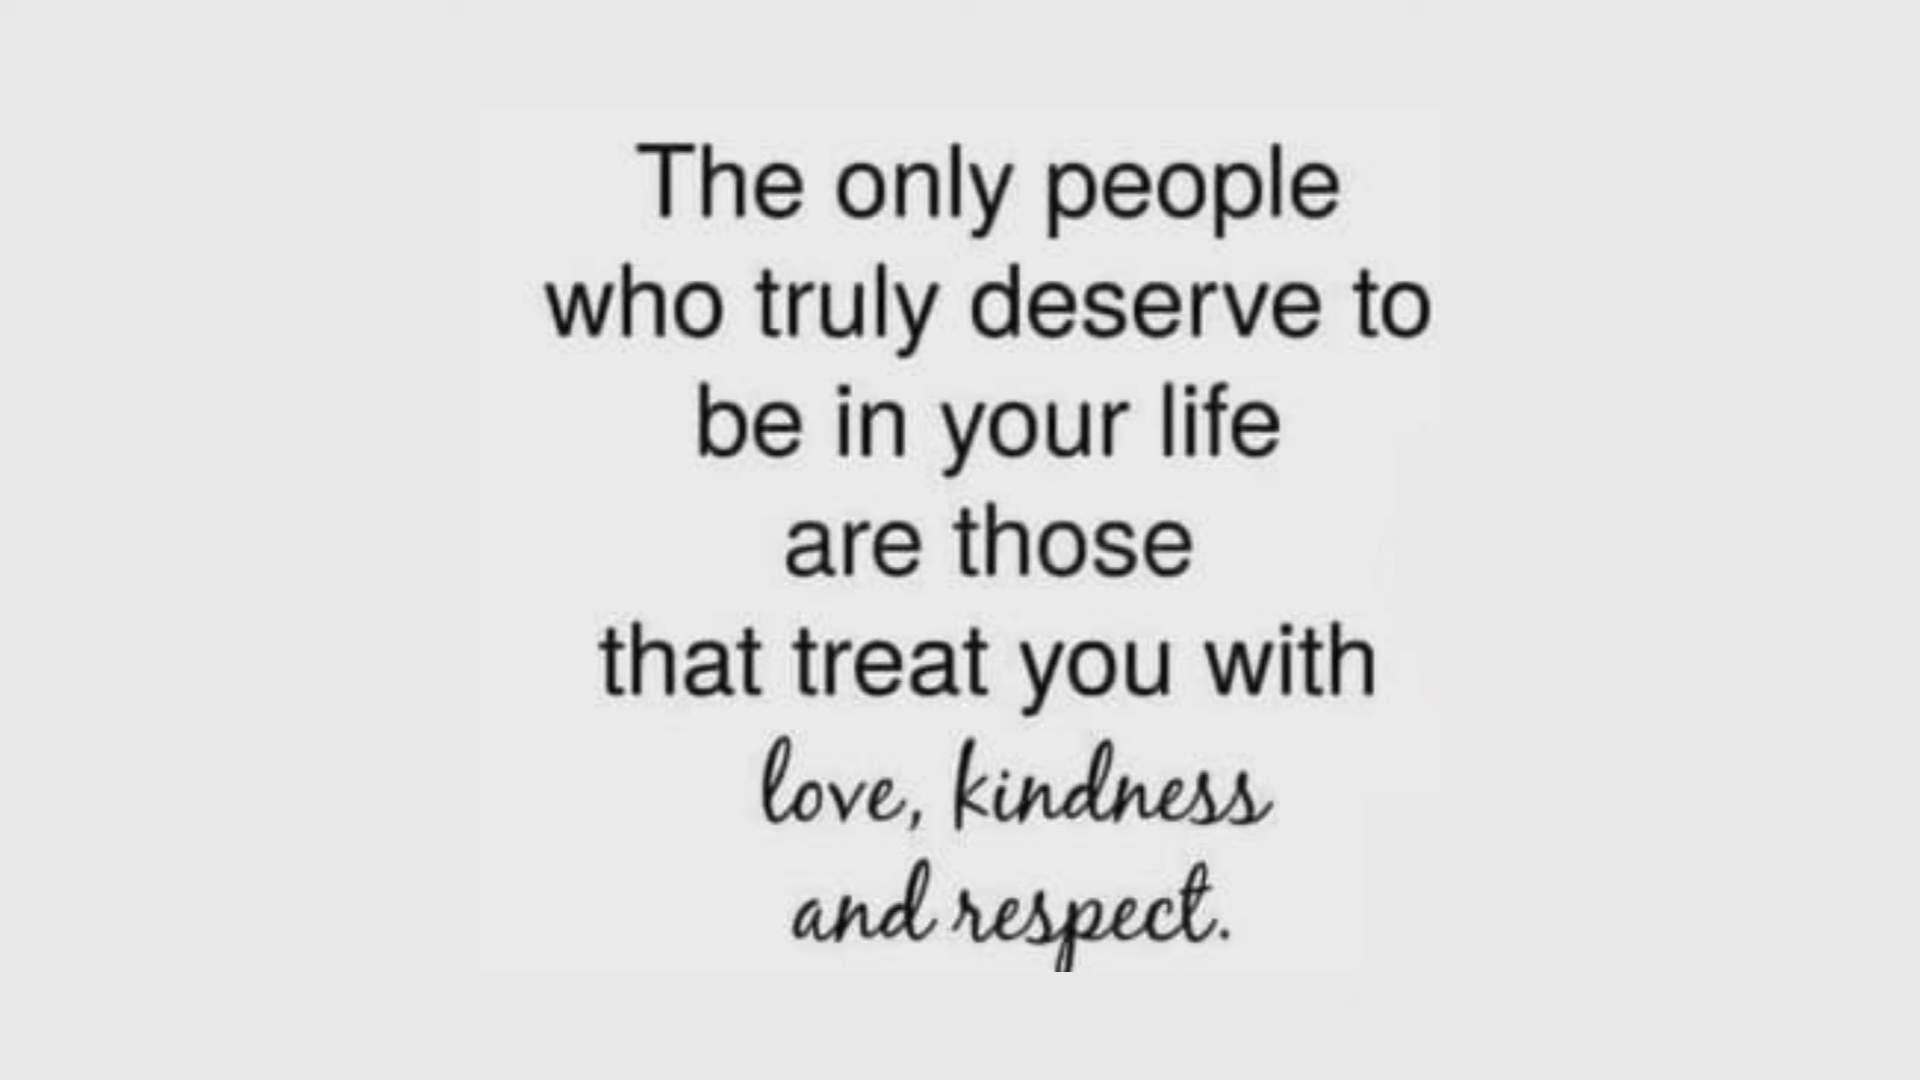 The only people
who truly deserve to
be in your life
are those
that treat you with
love, kindness
and respect.